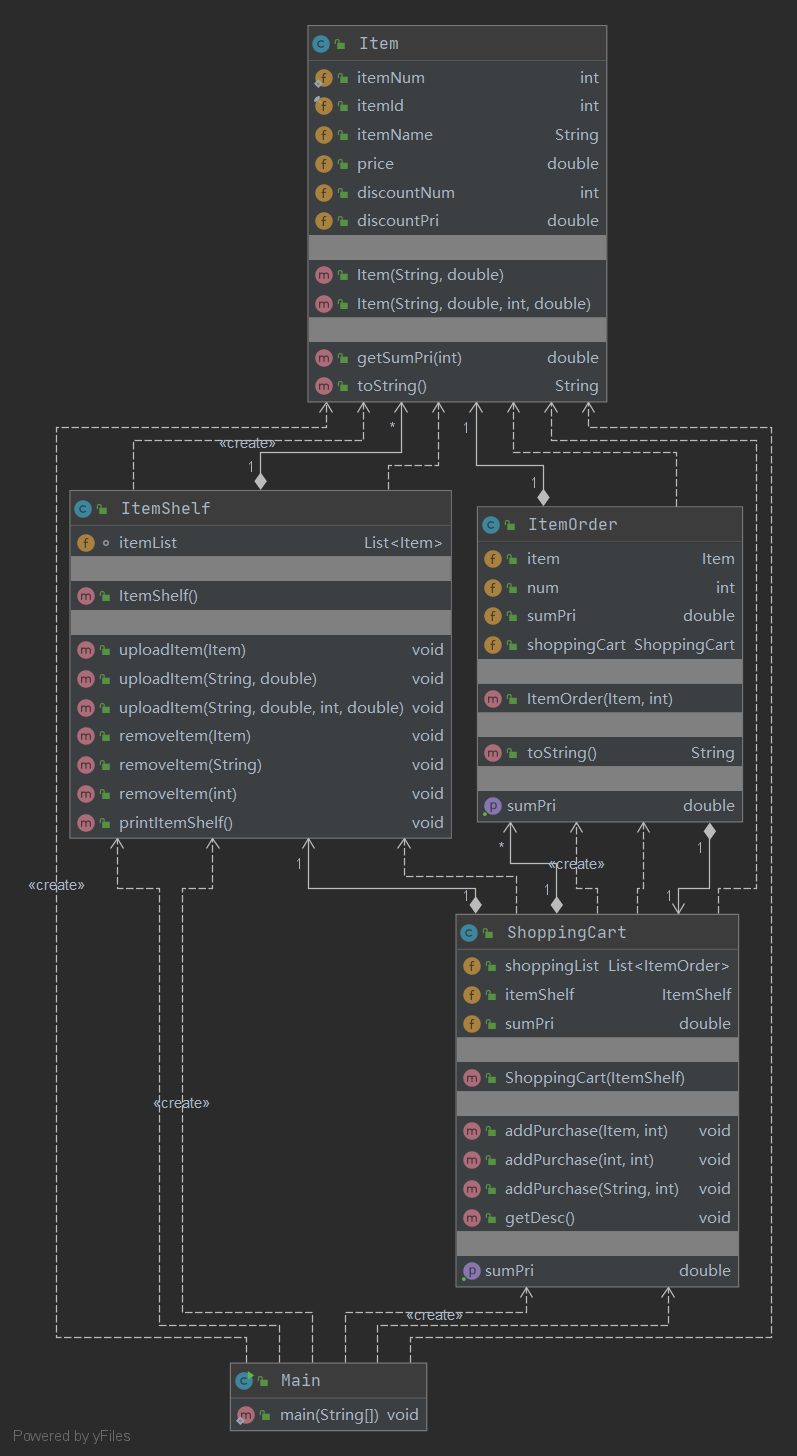 Item
itemNum int
itemId int
itemName String
price double
discountNum int
discountPri double
Item(String, double)
Item(String, double, int, double)
getSumPri(int) double
toString() String
* 1
«create»
1 1
ItemShelf
itemList List<Item>
ItemShelf()
uploadItem(Item) void
uploadItem(String, double) void
uploadItem(String, double, int, double) void
removeItem(Item) void
removeItem(String) void
removeItem(int) void
printItemShelf() void
ItemOrder
item Item
num int
sumPri double
shoppingCart ShoppingCart
ItemOrder(Item, int)
toString() String
sumPri double
* 1
1 «create»
«create» 1 1 1
ShoppingCart
shoppingList List<ItemOrder>
itemShelf ItemShelf
sumPri double
ShoppingCart(ItemShelf)
addPurchase(Item, int) void
addPurchase(int, int) void
addPurchase(String, int) void
getDesc() void
sumPri double
«create»
«create»
Main
main(String[]) void
Powered by yFiles